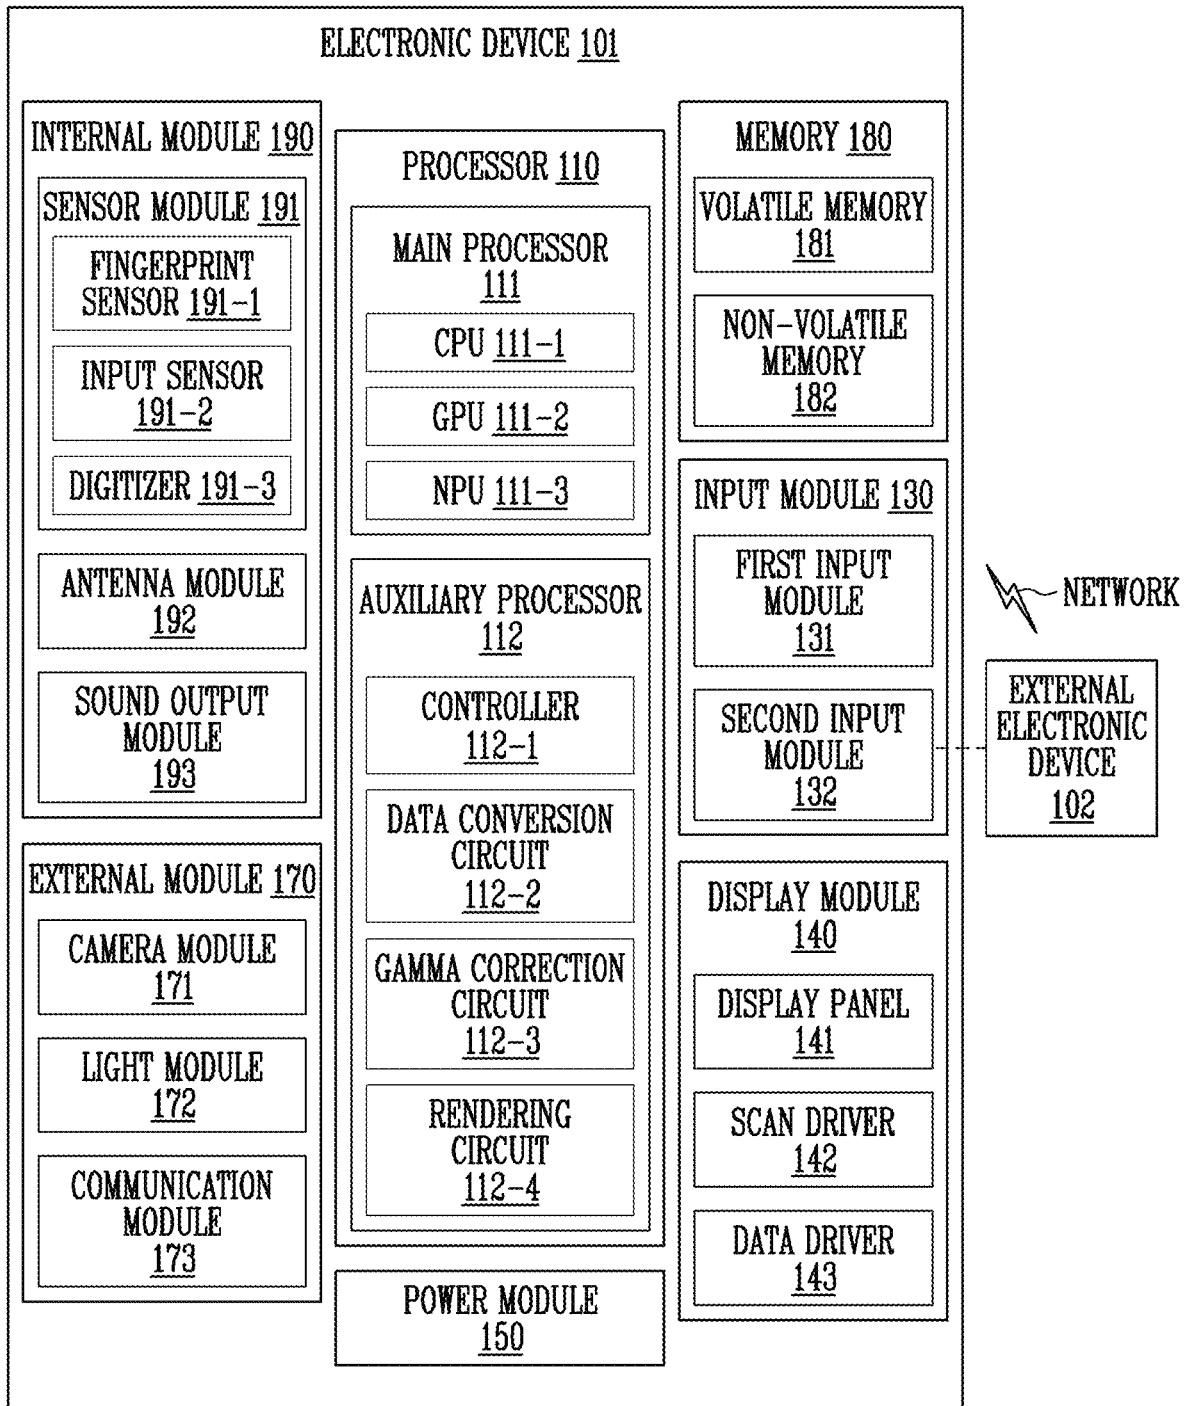 ELECTRONIC DEVICE 101
INTERNAL MODULE 190
SENSOR MODULE 191
FINGERPRINT
SENSOR 191-1
INPUT SENSOR
191-2
DIGITIZER 191-3
ANTENNA MODULE
192
SOUND OUTPUT
MODULE
193
EXTERNAL MODULE 170
CAMERA MODULE
171
LIGHT MODULE
172
COMMUNICATION
MODULE
173
PROCESSOR 110
MAIN PROCESSOR
111
CPU 111-1
GPU 111-2
NPU 111-3
AUXILIARY PROCESSOR
112
CONTROLLER
112-1
DATA CONVERSION
CIRCUIT
112-2
GAMMA CORRECTION
CIRCUIT
112-3
RENDERING
CIRCUIT
112-4
POWER MODULE
150
MEMORY 180
VOLATILE MEMORY
181
NON-VOLATILE
MEMORY
182
INPUT MODULE 130
FIRST INPUT
MODULE
131
SECOND INPUT
MODULE
132
DISPLAY MODULE
140
DISPLAY PANEL
141
SCAN DRIVER
142
DATA DRIVER
143
NETWORK
EXTERNAL
ELECTRONIC
DEVICE
102